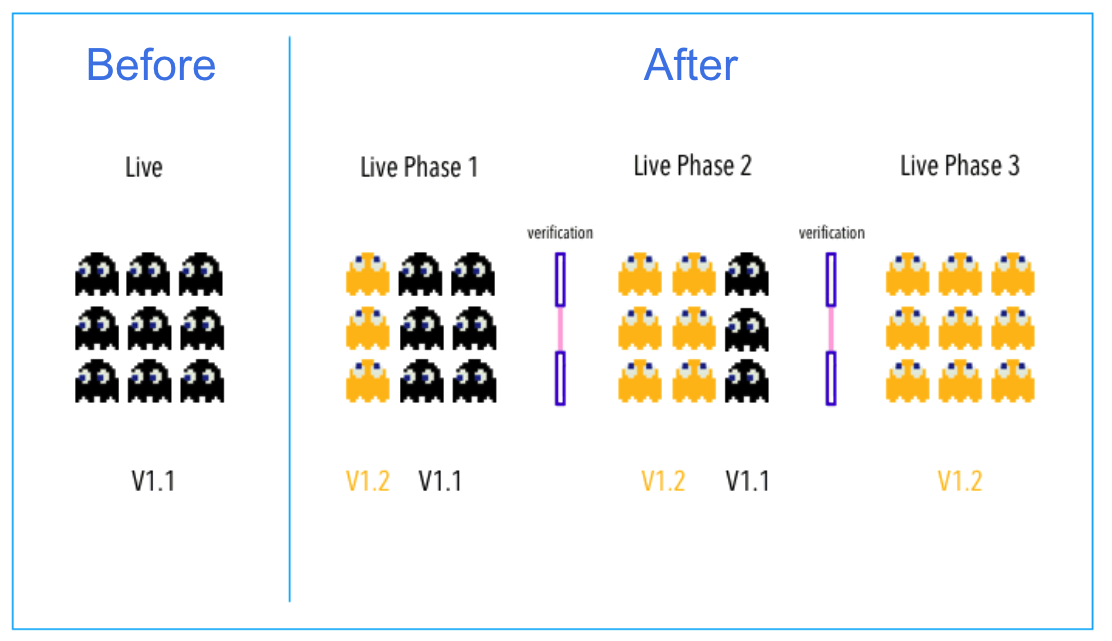 Before
After
Live
Live Phase 1
Live Phase 2
Live Phase 3
verification
verification
V1.1
V1.2 V1.1
V1.2 V1.1
V1.2